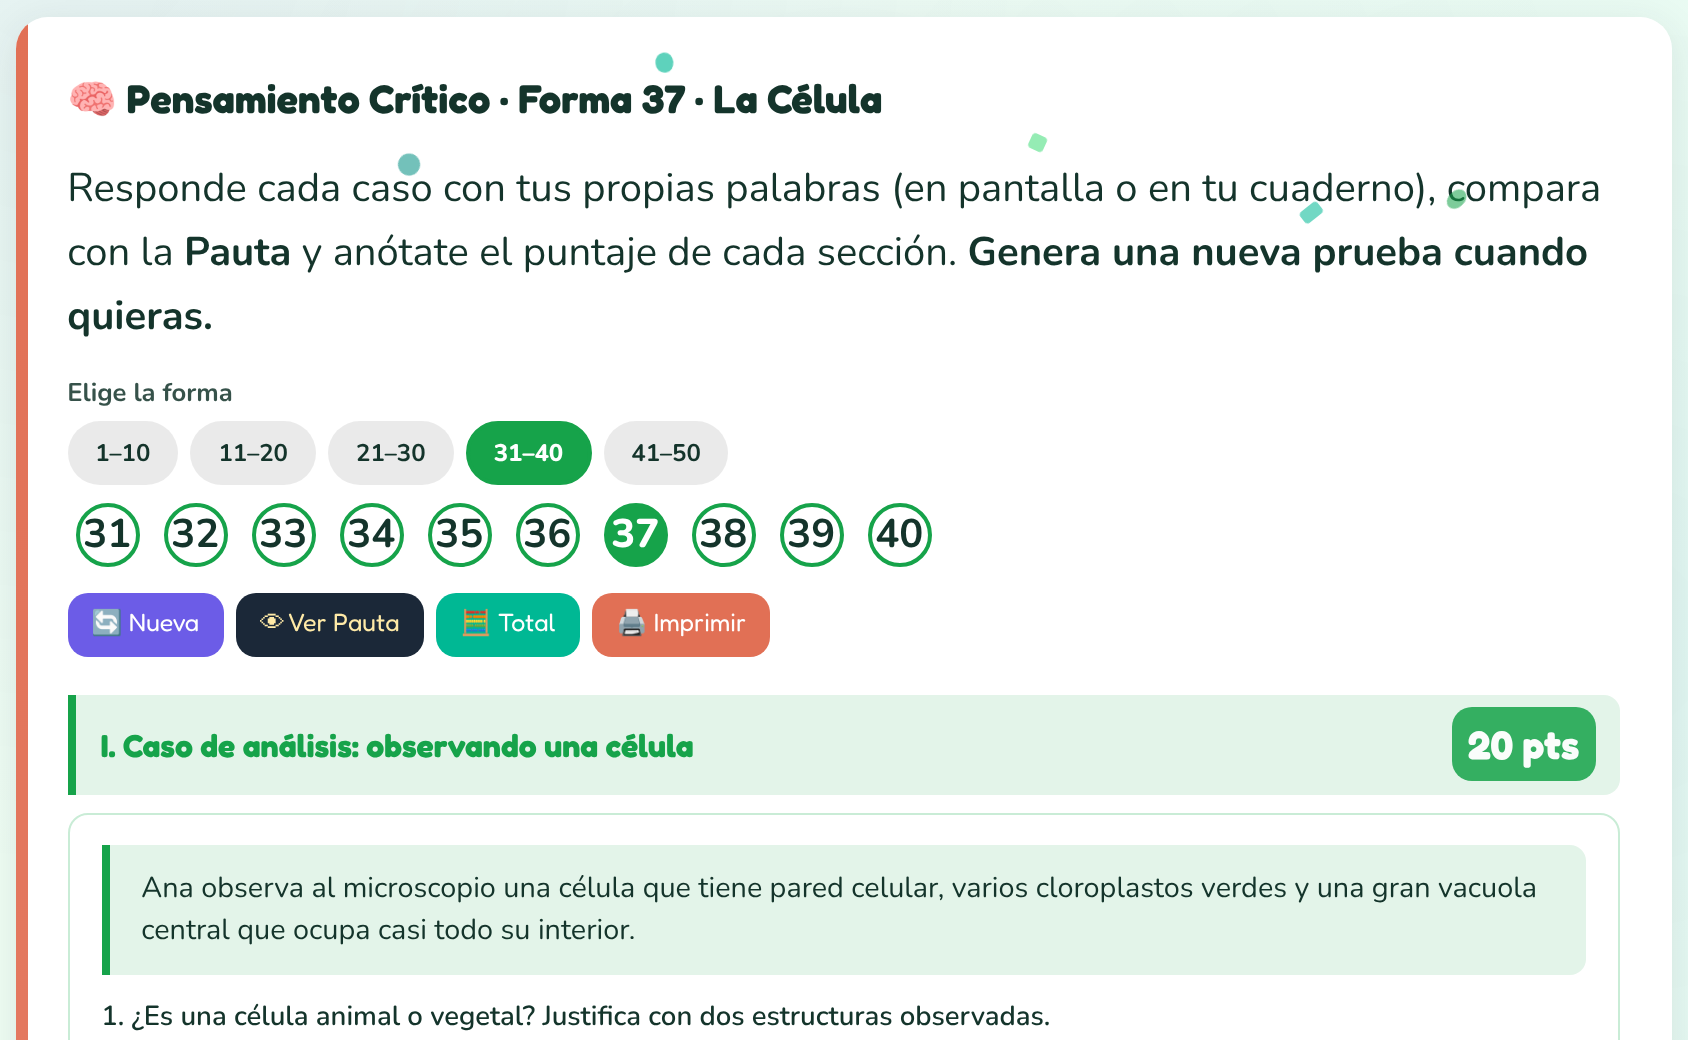 🧠 Pensamiento Crítico · Forma 37 · La Célula
Responde cada caso con tus propias palabras (en pantalla o en tu cuaderno), compara
con la Pauta y anótate el puntaje de cada sección. Genera una nueva prueba cuando
quieras.
Elige la forma
1–10 11–20 21–30 31–40 41–50
31 32 33 34 35 36 37 38 39 40
🔄 Nueva 👁 Ver Pauta 🧮 Total 🖨️ Imprimir
I. Caso de análisis: observando una célula 20 pts
Ana observa al microscopio una célula que tiene pared celular, varios cloroplastos verdes y una gran vacuola
central que ocupa casi todo su interior.
1. ¿Es una célula animal o vegetal? Justifica con dos estructuras observadas.